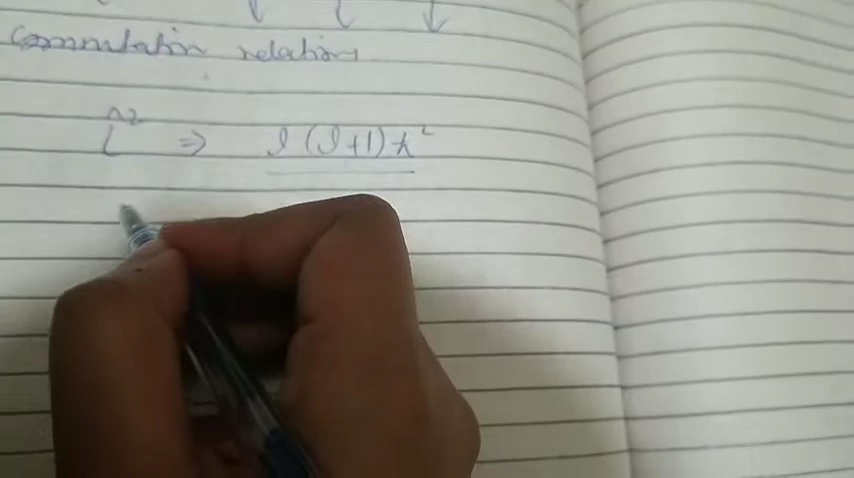 Commutation relations
L̂² ⇒ l(l+1)ħ²